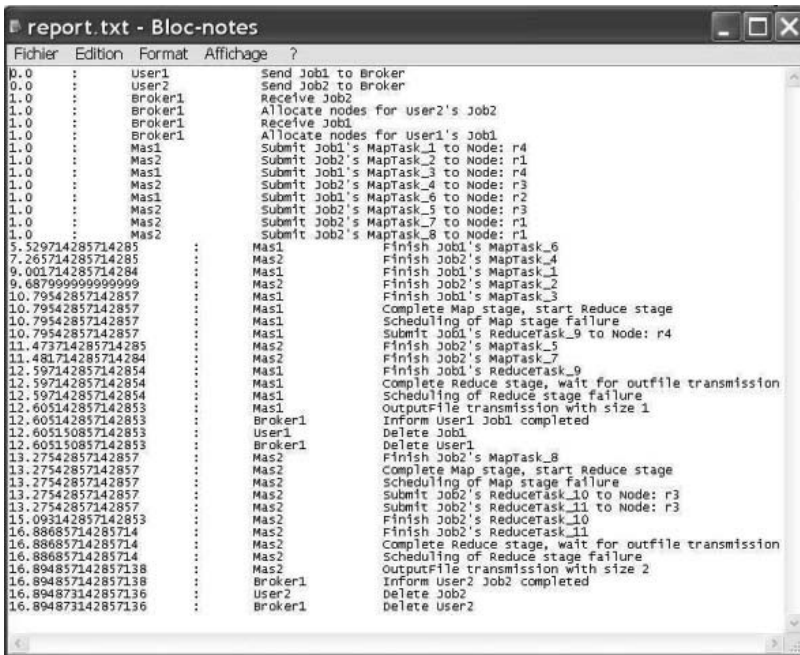 report.txt - Bloc-notes
Fichier Edition Format Affichage ?
0.0 : User1 Send Job1 to Broker
0.0 : User2 Send Job2 to Broker
1.0 : Broker1 Receive Job2
1.0 : Broker1 Allocate nodes for User2's Job2
1.0 : Broker1 Receive Job1
1.0 : Broker1 Allocate nodes for User1's Job1
1.0 : Mas1 Submit Job1's MapTask_1 to Node: r4
1.0 : Mas2 Submit Job2's MapTask_2 to Node: r1
1.0 : Mas1 Submit Job1's MapTask_3 to Node: r4
1.0 : Mas2 Submit Job2's MapTask_4 to Node: r3
1.0 : Mas1 Submit Job1's MapTask_6 to Node: r2
1.0 : Mas2 Submit Job2's MapTask_5 to Node: r3
1.0 : Mas2 Submit Job2's MapTask_7 to Node: r1
1.0 : Mas2 Submit Job2's MapTask_8 to Node: r1
5.529714285714285 : Mas1 Finish Job1's MapTask_6
7.265714285714285 : Mas2 Finish Job2's MapTask_4
9.001714285714284 : Mas1 Finish Job1's MapTask_1
9.687999999999999 : Mas2 Finish Job2's MapTask_2
10.79542857142857 : Mas1 Finish Job1's MapTask_3
10.79542857142857 : Mas1 Complete Map stage, start Reduce stage
10.79542857142857 : Mas1 Scheduling of Map stage failure
10.79542857142857 : Mas1 Submit Job1's ReduceTask_9 to Node: r4
11.473714285714285 : Mas2 Finish Job2's MapTask_5
11.481714285714284 : Mas2 Finish Job2's MapTask_7
12.597142857142854 : Mas1 Finish Job1's ReduceTask_9
12.597142857142854 : Mas1 Complete Reduce stage, wait for outfile transmission
12.597142857142854 : Mas1 Scheduling of Reduce stage failure
12.605142857142853 : Mas1 OutputFile transmission with size 1
12.605142857142853 : Broker1 Inform User1 Job1 completed
12.605150857142853 : User1 Delete Job1
12.605150857142853 : Broker1 Delete User1
13.27542857142857 : Mas2 Finish Job2's MapTask_8
13.27542857142857 : Mas2 Complete Map stage, start Reduce stage
13.27542857142857 : Mas2 Scheduling of Map stage failure
13.27542857142857 : Mas2 Submit Job2's ReduceTask_10 to Node: r3
13.27542857142857 : Mas2 Submit Job2's ReduceTask_11 to Node: r3
15.093142857142853 : Mas2 Finish Job2's ReduceTask_10
16.88685714285714 : Mas2 Finish Job2's ReduceTask_11
16.88685714285714 : Mas2 Complete Reduce stage, wait for outfile transmission
16.88685714285714 : Mas2 Scheduling of Reduce stage failure
16.894857142857138 : Mas2 OutputFile transmission with size 2
16.894857142857138 : Broker1 Inform User2 Job2 completed
16.894873142857136 : User2 Delete Job2
16.894873142857136 : Broker1 Delete User2